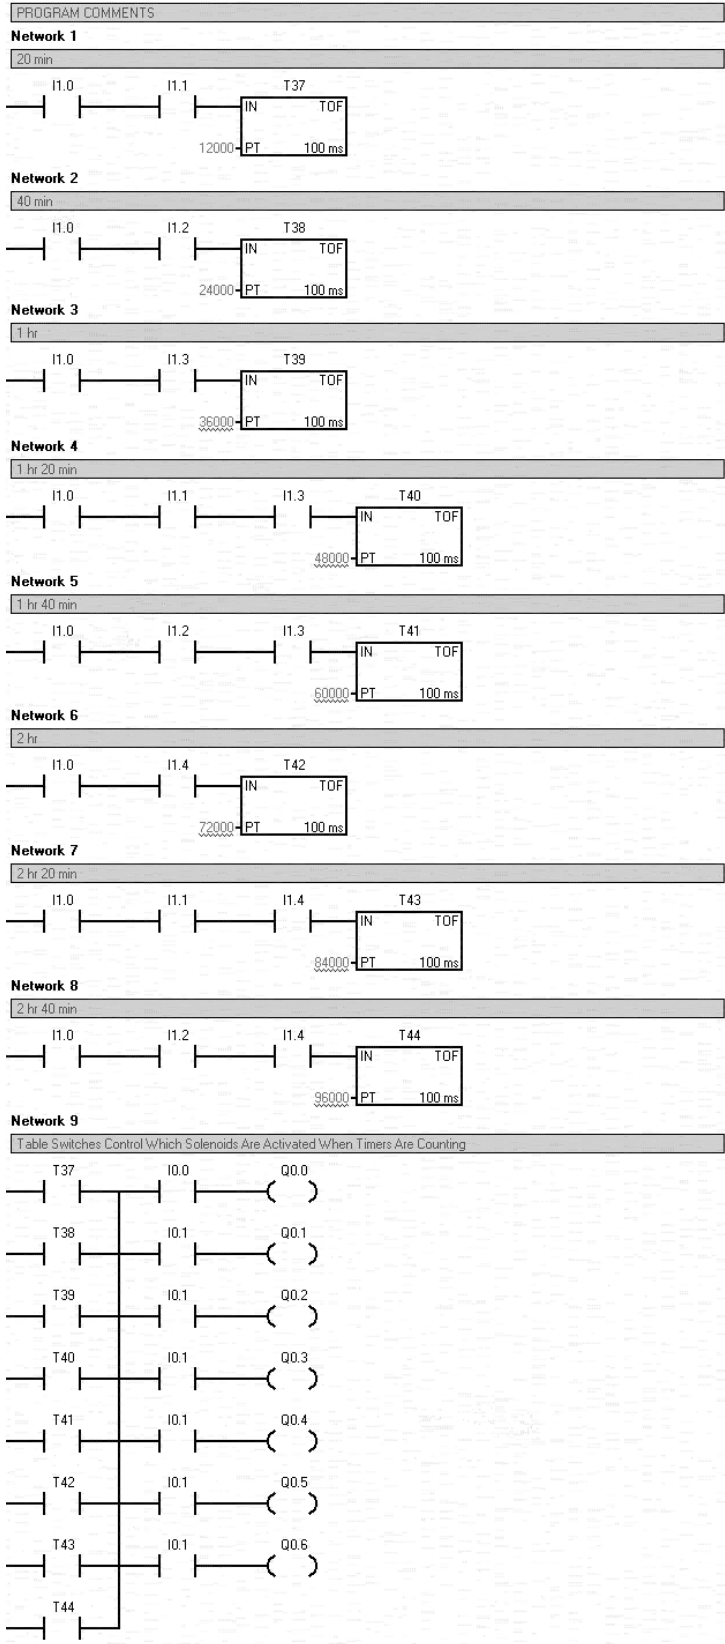 PROGRAM COMMENTS
Network 1
20 min
I1.0 I1.1 T37
IN TOF
12000 PT 100 ms
Network 2
40 min
I1.0 I1.2 T38
IN TOF
24000 PT 100 ms
Network 3
1 hr
I1.0 I1.3 T39
IN TOF
36000 PT 100 ms
Network 4
1 hr 20 min
I1.0 I1.1 I1.3 T40
IN TOF
48000 PT 100 ms
Network 5
1 hr 40 min
I1.0 I1.2 I1.3 T41
IN TOF
60000 PT 100 ms
Network 6
2 hr
I1.0 I1.4 T42
IN TOF
72000 PT 100 ms
Network 7
2 hr 20 min
I1.0 I1.1 I1.4 T43
IN TOF
84000 PT 100 ms
Network 8
2 hr 40 min
I1.0 I1.2 I1.4 T44
IN TOF
96000 PT 100 ms
Network 9
Table Switches Control Which Solenoids Are Activated When Timers Are Counting
T37 I0.0 Q0.0
T38 I0.1 Q0.1
T39 I0.1 Q0.2
T40 I0.1 Q0.3
T41 I0.1 Q0.4
T42 I0.1 Q0.5
T43 I0.1 Q0.6
T44